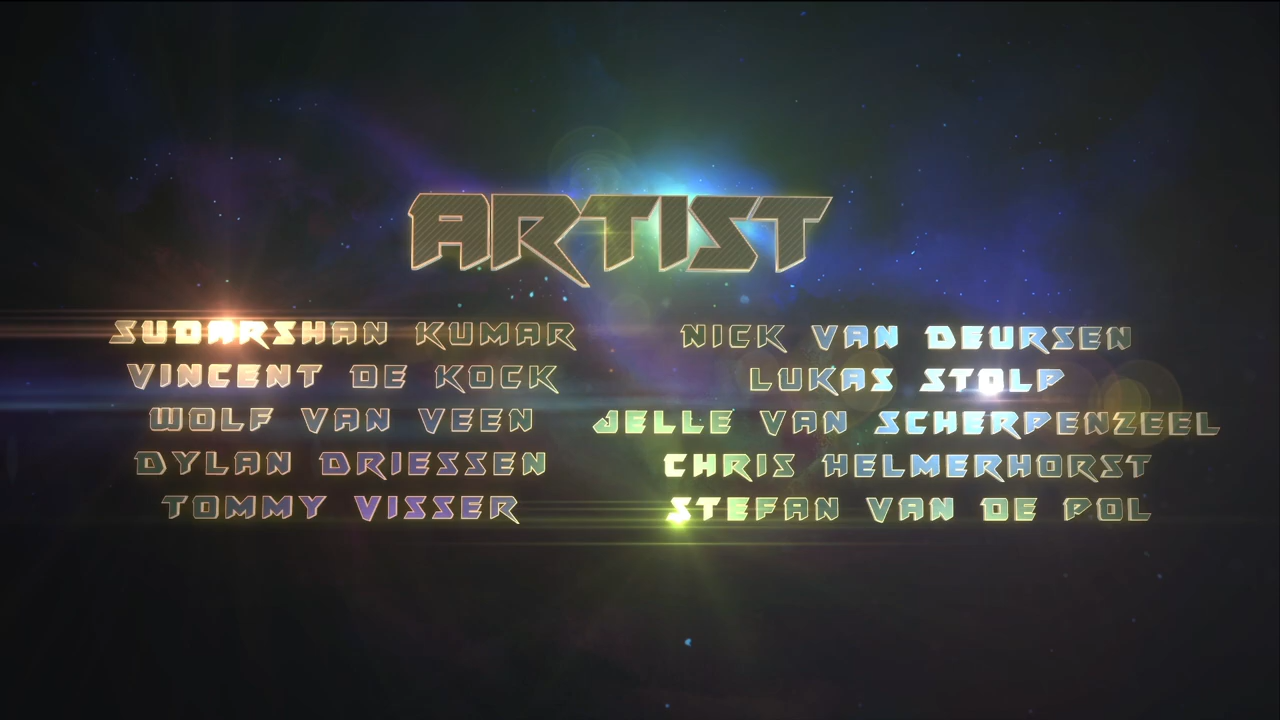 ARTIST
SUDARSHAN KUMAR
VINCENT DE KOCK
WOLF VAN VEEN
DYLAN DRIESSEN
TOMMY VISSER
NICK VAN DEURSEN
LUKAS STOLP
JELLE VAN SCHERPENZEEL
CHRIS HELMERHORST
STEFAN VAN DE POL